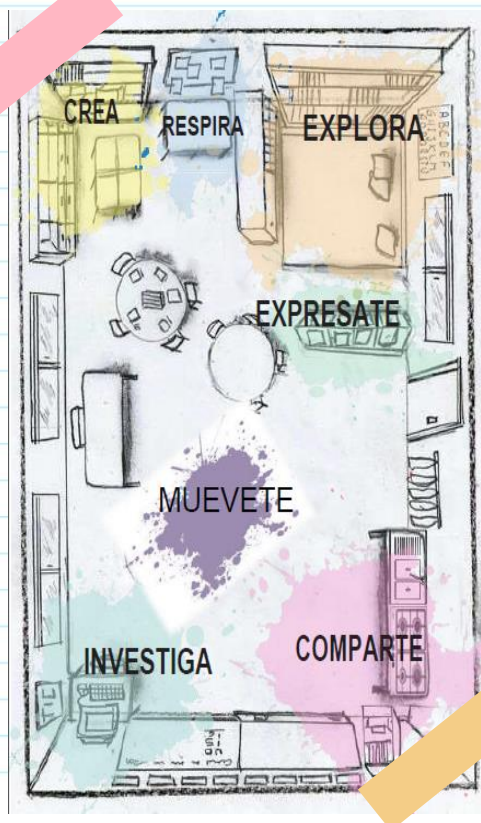 CREA
RESPIRA
EXPLORA
A B C D E F
EXPRESATE
MUEVETE
INVESTIGA
COMPARTE